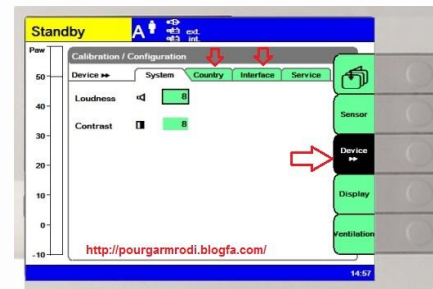 Standby
A
ext.
int.
Paw
Calibration / Configuration
Device ▸▸ System Country Interface Service
Loudness 8
Contrast 8
50
40
30
20
10
0
-10
Sensor
Device
▸▸
Display
Ventilation
http://pourgarmrodi.blogfa.com/
14:57